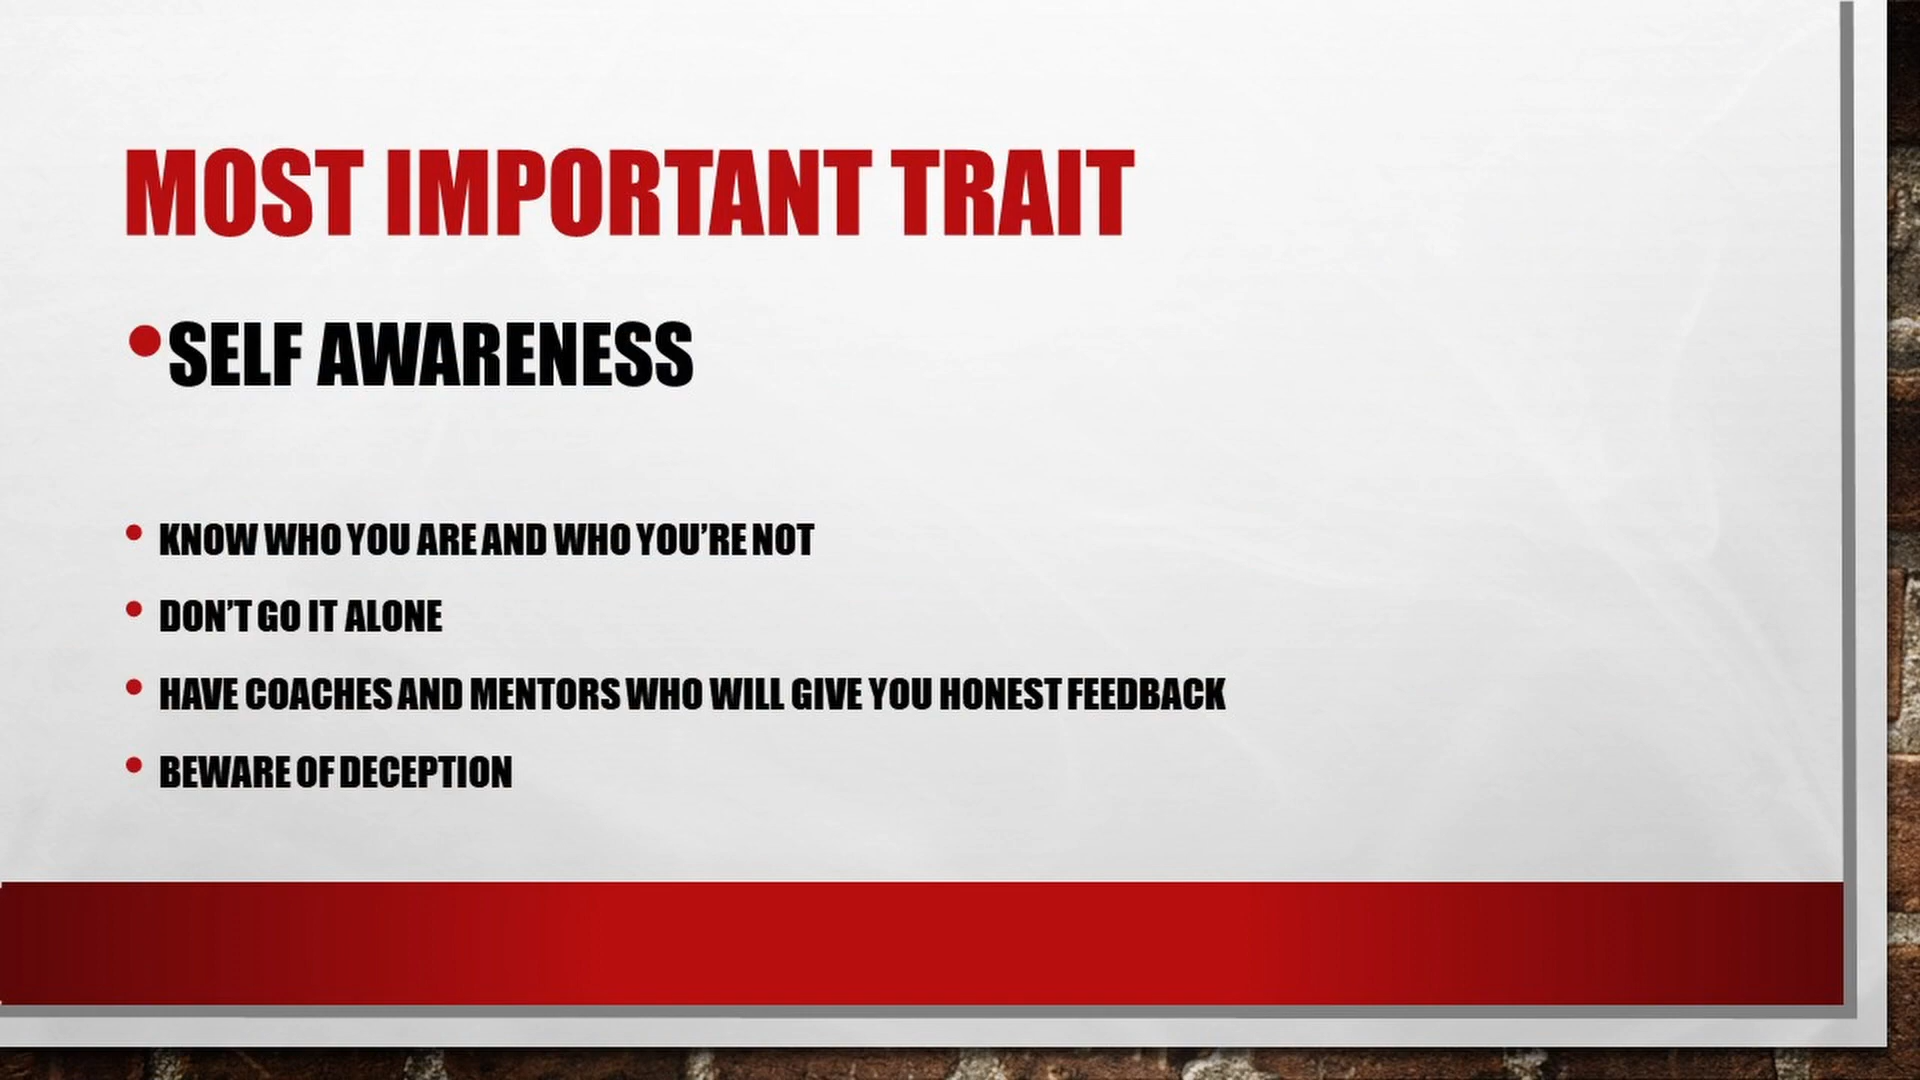 MOST IMPORTANT TRAIT
•SELF AWARENESS
• KNOW WHO YOU ARE AND WHO YOU’RE NOT
• DON’T GO IT ALONE
• HAVE COACHES AND MENTORS WHO WILL GIVE YOU HONEST FEEDBACK
• BEWARE OF DECEPTION